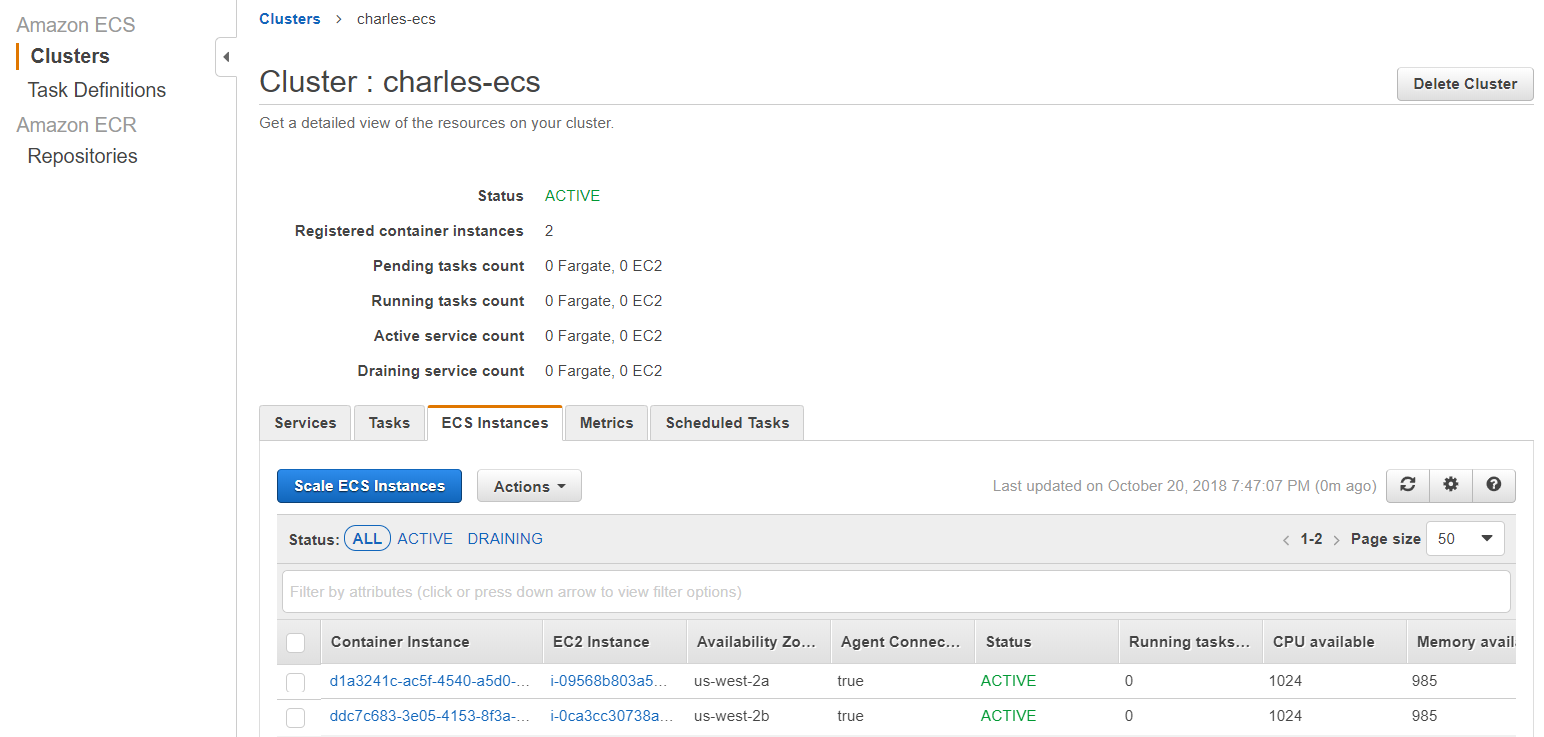 Amazon ECS
Clusters
Task Definitions
Amazon ECR
Repositories
Clusters > charles-ecs
Cluster : charles-ecs
Delete Cluster
Get a detailed view of the resources on your cluster.
Status ACTIVE
Registered container instances 2
Pending tasks count 0 Fargate, 0 EC2
Running tasks count 0 Fargate, 0 EC2
Active service count 0 Fargate, 0 EC2
Draining service count 0 Fargate, 0 EC2
Services Tasks ECS Instances Metrics Scheduled Tasks
Scale ECS Instances Actions Last updated on October 20, 2018 7:47:07 PM (0m ago)
Status: ALL ACTIVE DRAINING < 1-2 > Page size 50
Filter by attributes (click or press down arrow to view filter options)
Container Instance EC2 Instance Availability Zo... Agent Connec... Status Running tasks... CPU available Memory avail
d1a3241c-ac5f-4540-a5d0-... i-09568b803a5... us-west-2a true ACTIVE 0 1024 985
ddc7c683-3e05-4153-8f3a-... i-0ca3cc30738a... us-west-2b true ACTIVE 0 1024 985